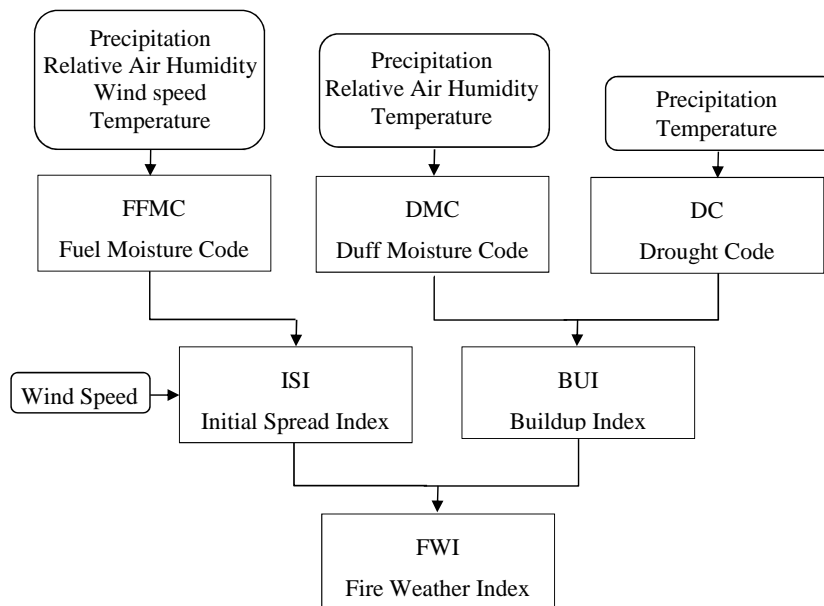 Precipitation
Relative Air Humidity
Wind speed
Temperature
Precipitation
Relative Air Humidity
Temperature
Precipitation
Temperature
FFMC
Fuel Moisture Code
DMC
Duff Moisture Code
DC
Drought Code
Wind Speed
ISI
Initial Spread Index
BUI
Buildup Index
FWI
Fire Weather Index